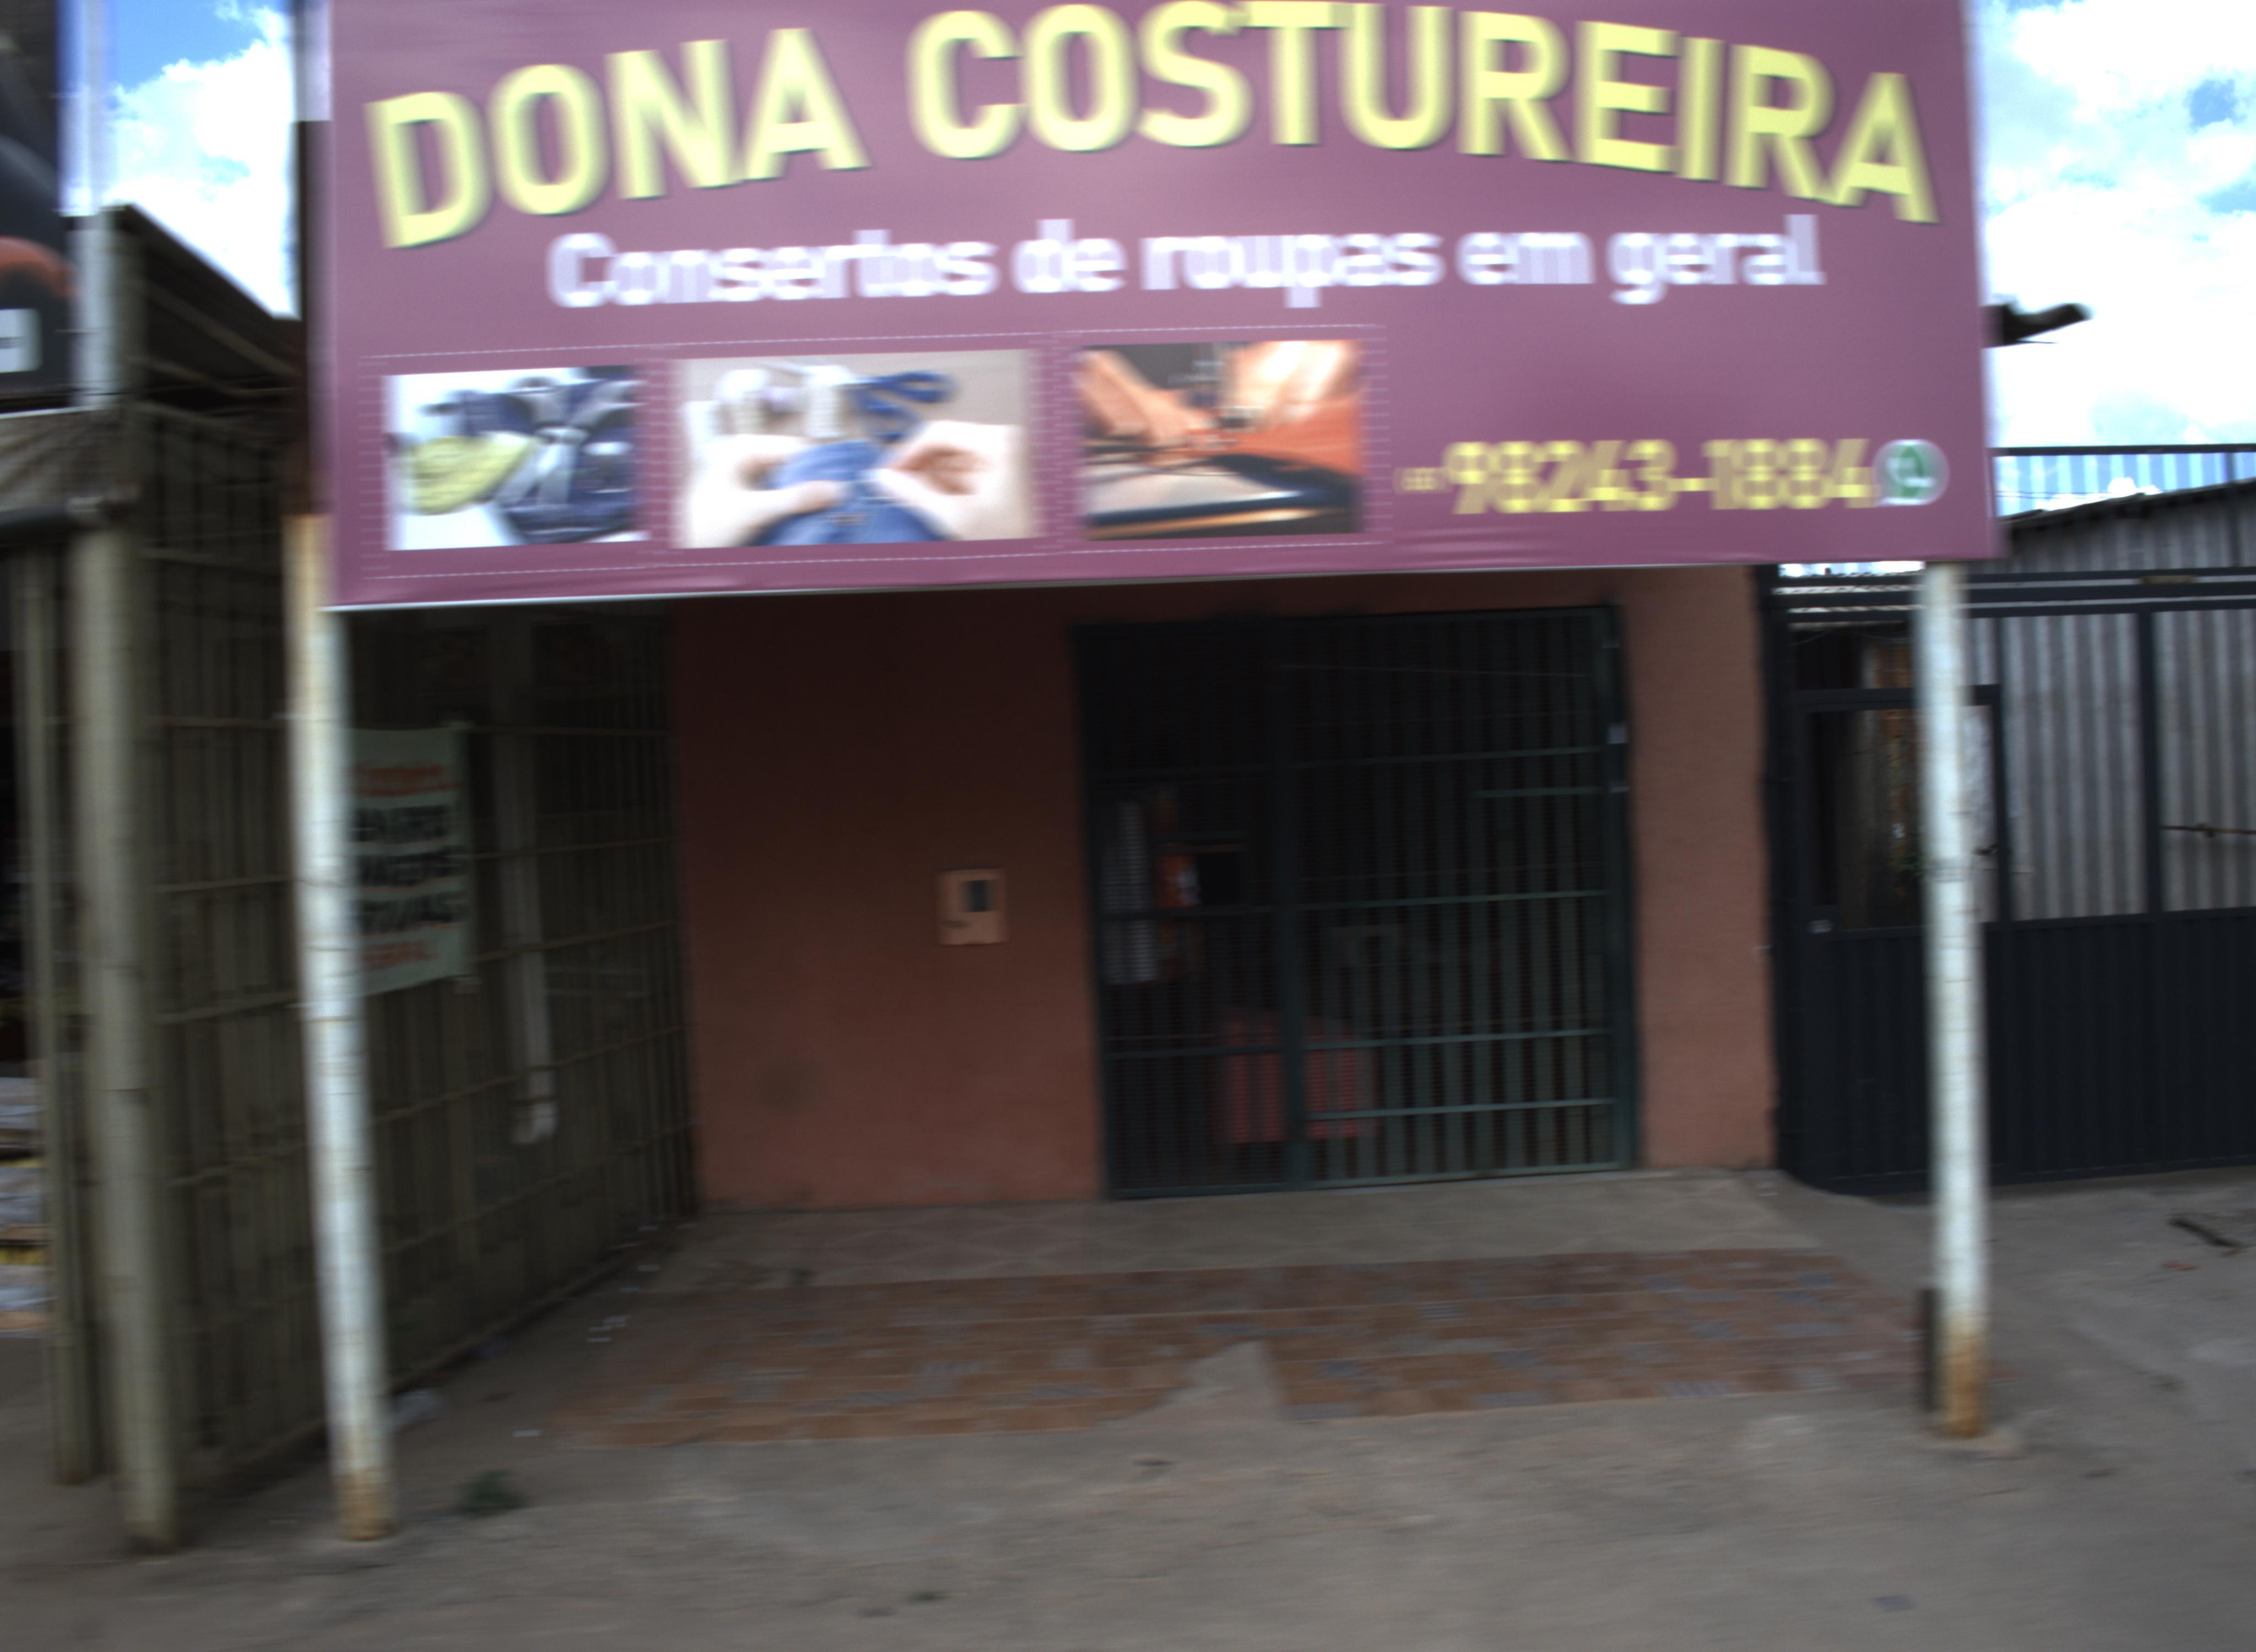 DONA COSTUREIRA
Consertos de roupas em geral
98243-1884